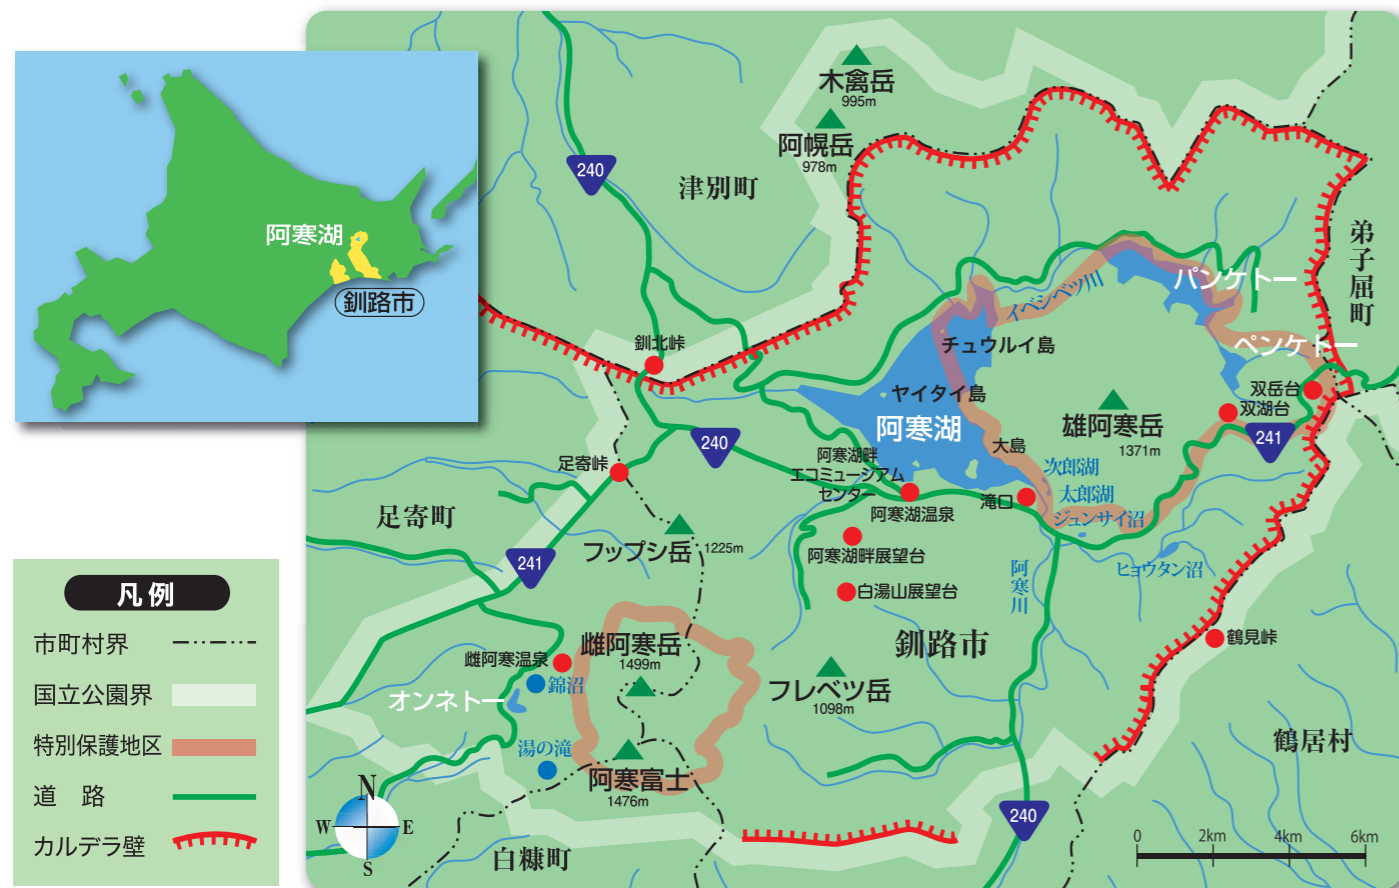 阿寒湖
釧路市
凡例
市町村界
国立公園界
特別保護地区
道　路
カルデラ壁
木禽岳
995m
阿幌岳
978m
津別町
240
弟子屈町
パンケトー
イベシベツ川
ペンケトー
チュウルイ島
ヤイタイ島
阿寒湖
大島
雄阿寒岳
1371m
双岳台
双湖台
241
釧北峠
240
足寄峠
足寄町
241
フップシ岳
1225m
阿寒湖畔
エコミュージアム
センター
阿寒湖温泉
滝口
次郎湖
太郎湖
ジュンサイ沼
ヒョウタン沼
阿寒川
阿寒湖畔展望台
白湯山展望台
釧路市
鶴見峠
雌阿寒温泉
雌阿寒岳
1499m
錦沼
オンネトー
フレベツ岳
1098m
湯の滝
阿寒富士
1476m
鶴居村
白糠町
240
N
W
E
S
0 2km 4km 6km